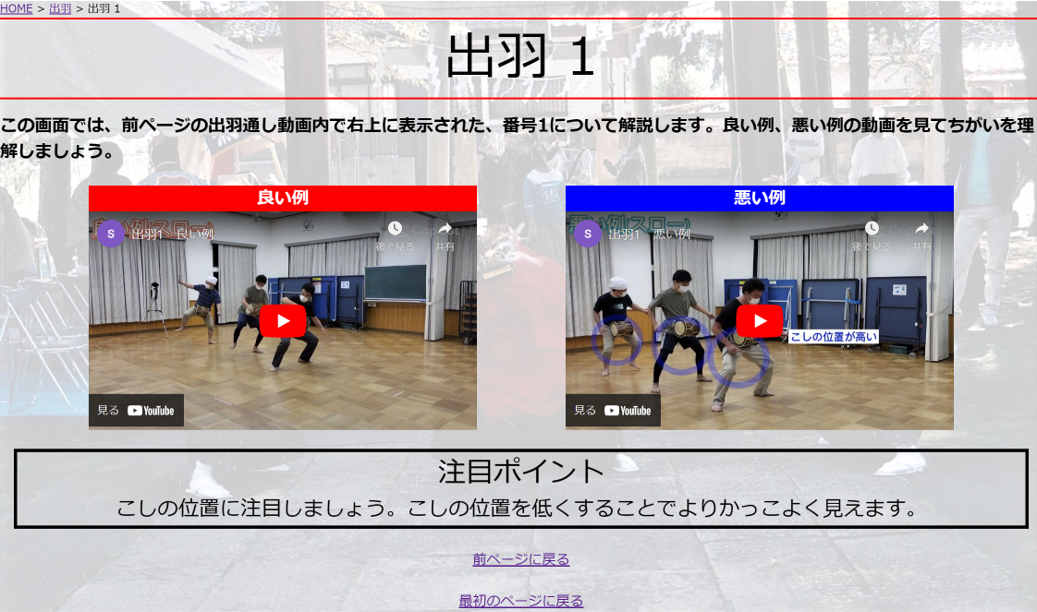 HOME > 出羽 > 出羽 1
出羽 1
この画面では、前ページの出羽通し動画内で右上に表示された、番号1について解説します。良い例、悪い例の動画を見てちがいを理
解しましょう。
良い例
良い例(スロー)
S 出羽1 良い例
後で見る 共有
見る YouTube
悪い例
悪い例(スロー)
S 出羽1 悪い例
後で見る 共有
こしの位置が高い
見る YouTube
注目ポイント
こしの位置に注目しましょう。こしの位置を低くすることでよりかっこよく見えます。
前ページに戻る
最初のページに戻る